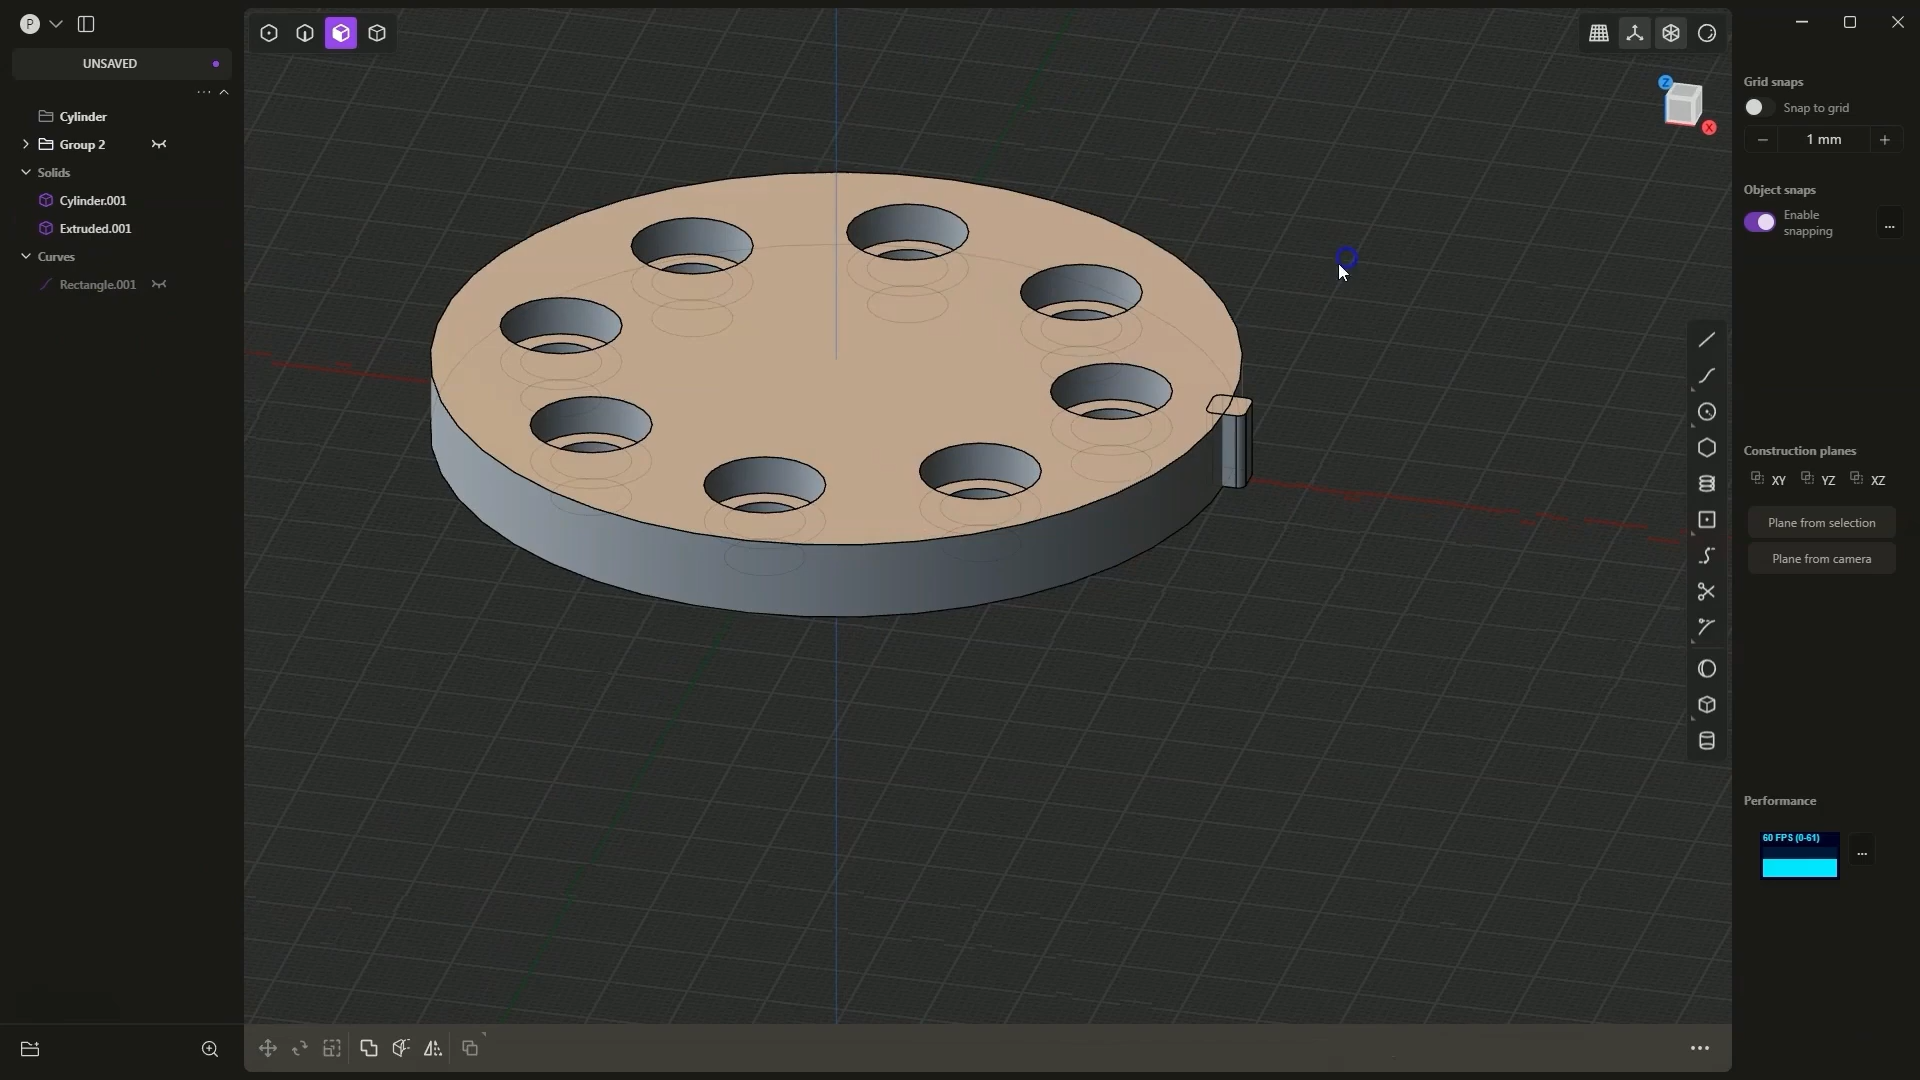 P
UNSAVED
Cylinder
Group 2
Solids
Cylinder.001
Extruded.001
Curves
Rectangle.001
Z
X
Grid snaps
Snap to grid
1 mm
Object snaps
Enable
snapping
Construction planes
XY YZ XZ
Plane from selection
Plane from camera
Performance
60 FPS (0-61)